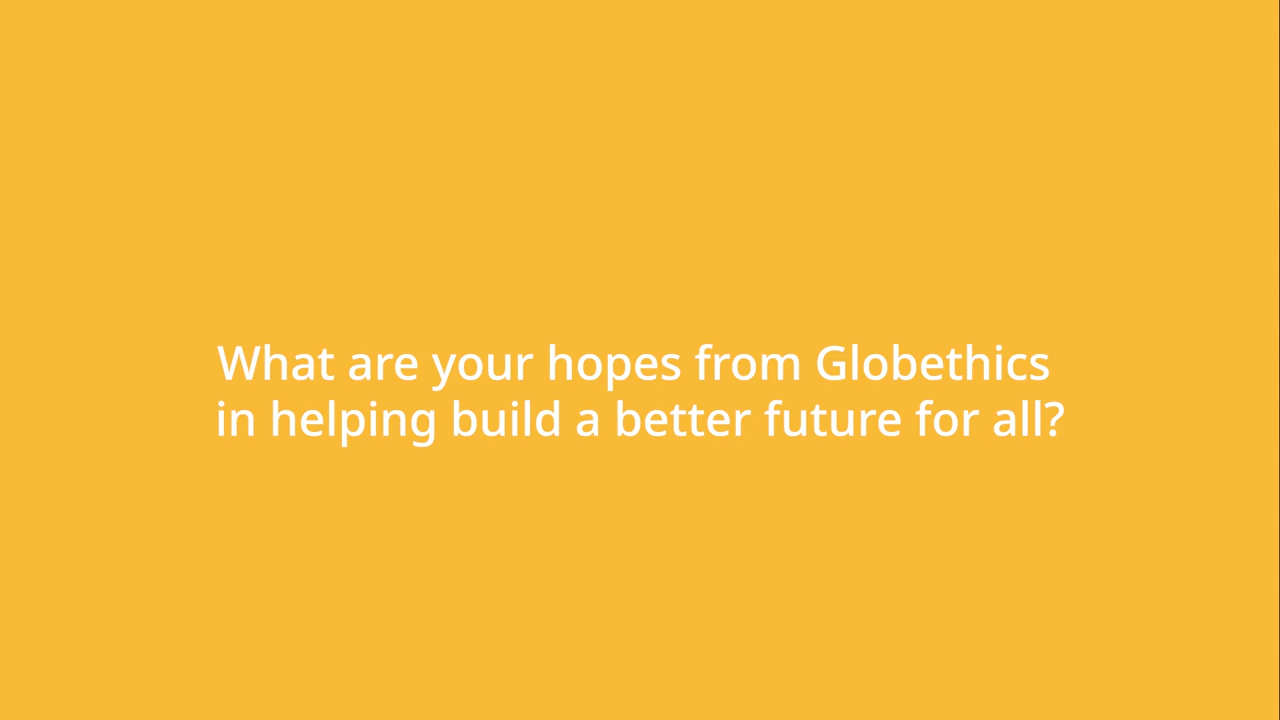 What are your hopes from Globethics
in helping build a better future for all?